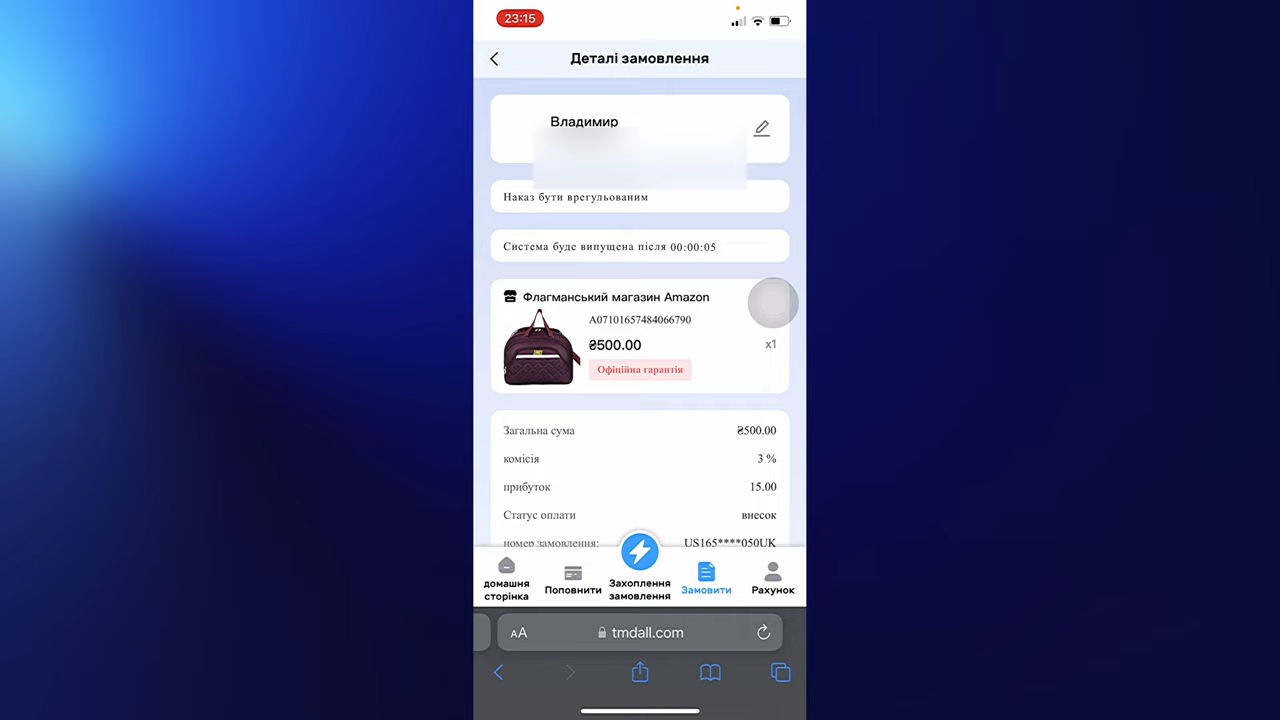 23:15
Деталі замовлення
Владимир
Наказ бути врегульованим
Система буде випущена після 00:00:05
Флагманський магазин Amazon
A07101657484066790
₴500.00
x1
Офіційна гарантія
Загальна сума ₴500.00
комісія 3 %
прибуток 15.00
Статус оплати внесок
номер замовлення: US165****050UK
домашня сторінка
Поповнити
Захоплення замовлення
Замовити
Рахунок
AA
tmdall.com